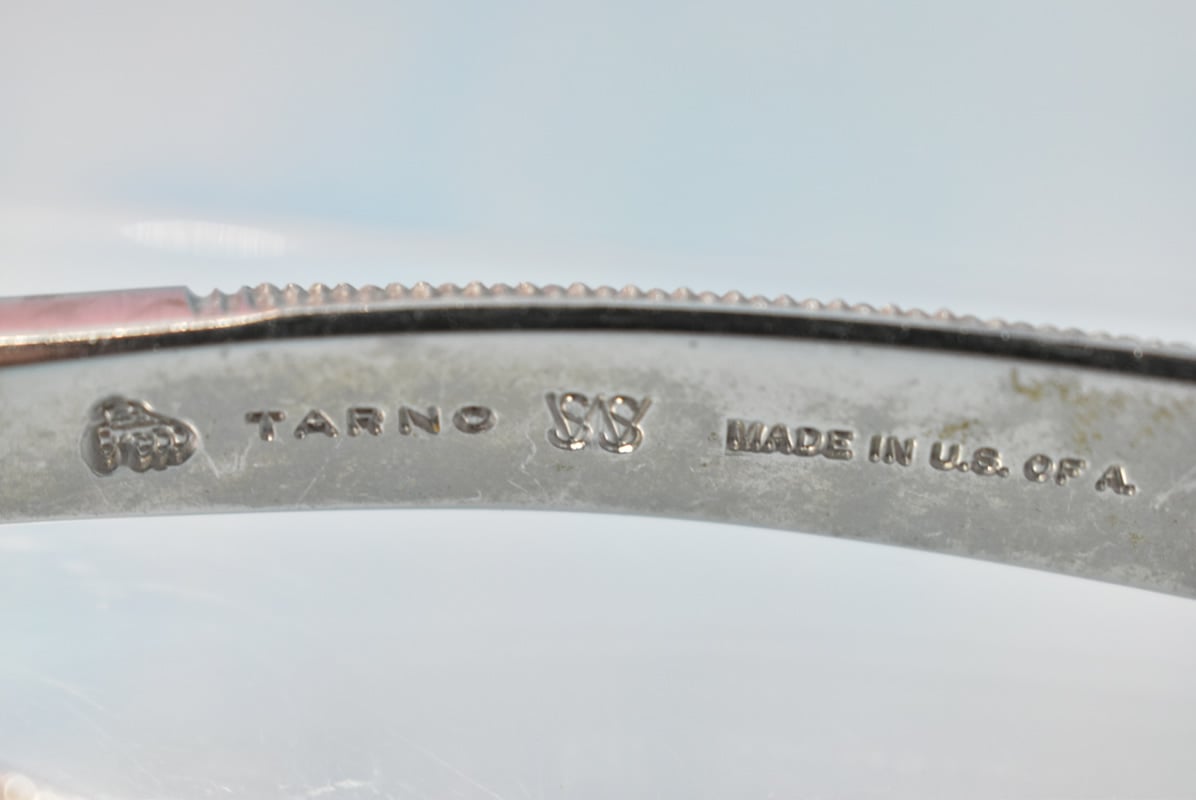 TARNO MADE IN U.S. OF A.